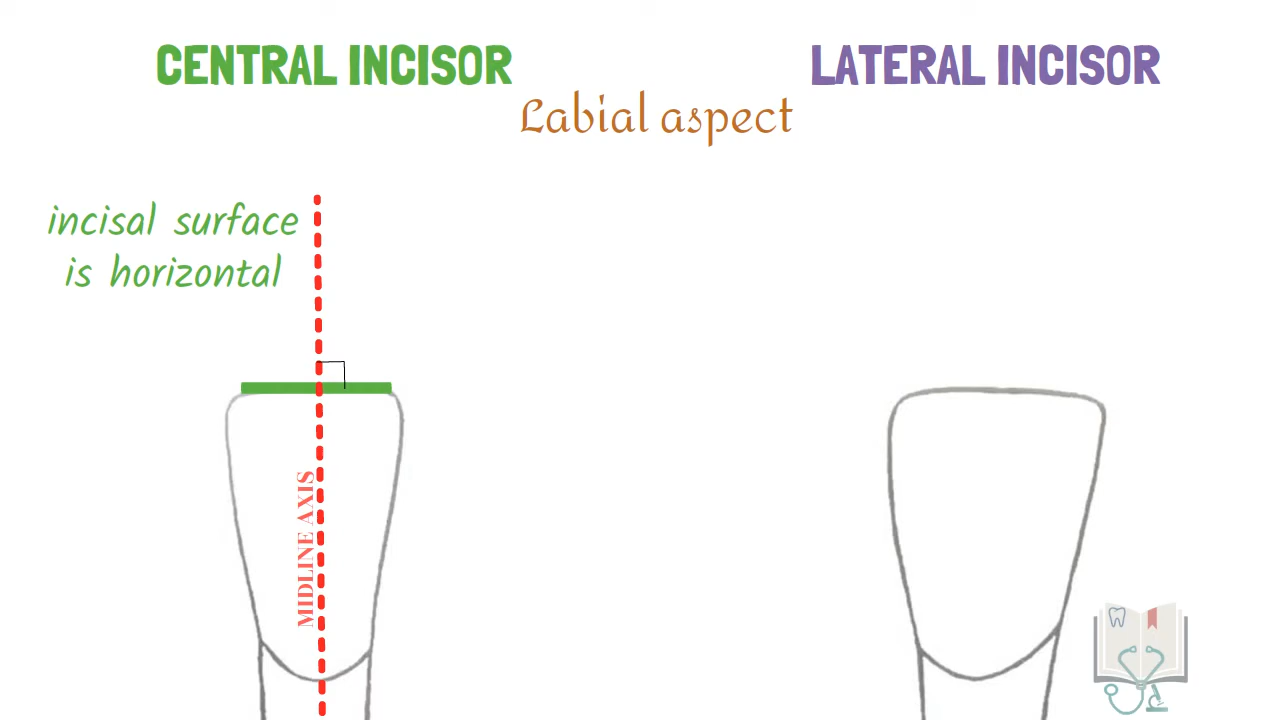 CENTRAL INCISOR
LATERAL INCISOR
Labial aspect
incisal surface
is horizontal
MIDLINE AXIS